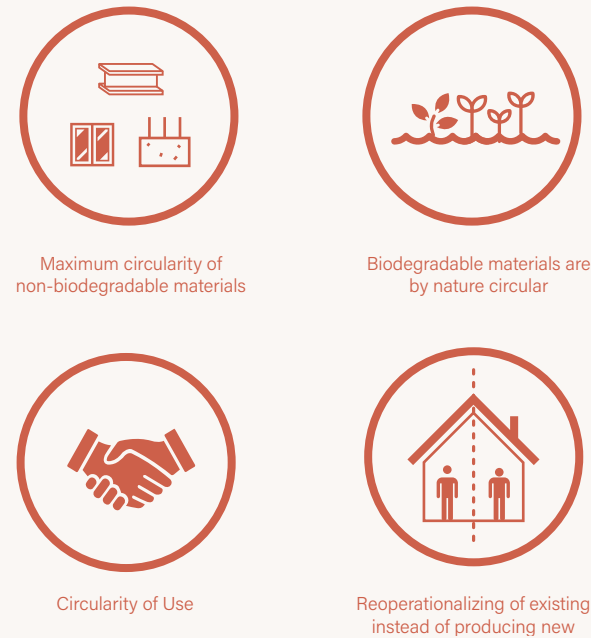 Maximum circularity of
non-biodegradable materials
Biodegradable materials are
by nature circular
Circularity of Use
Reoperationalizing of existing
instead of producing new